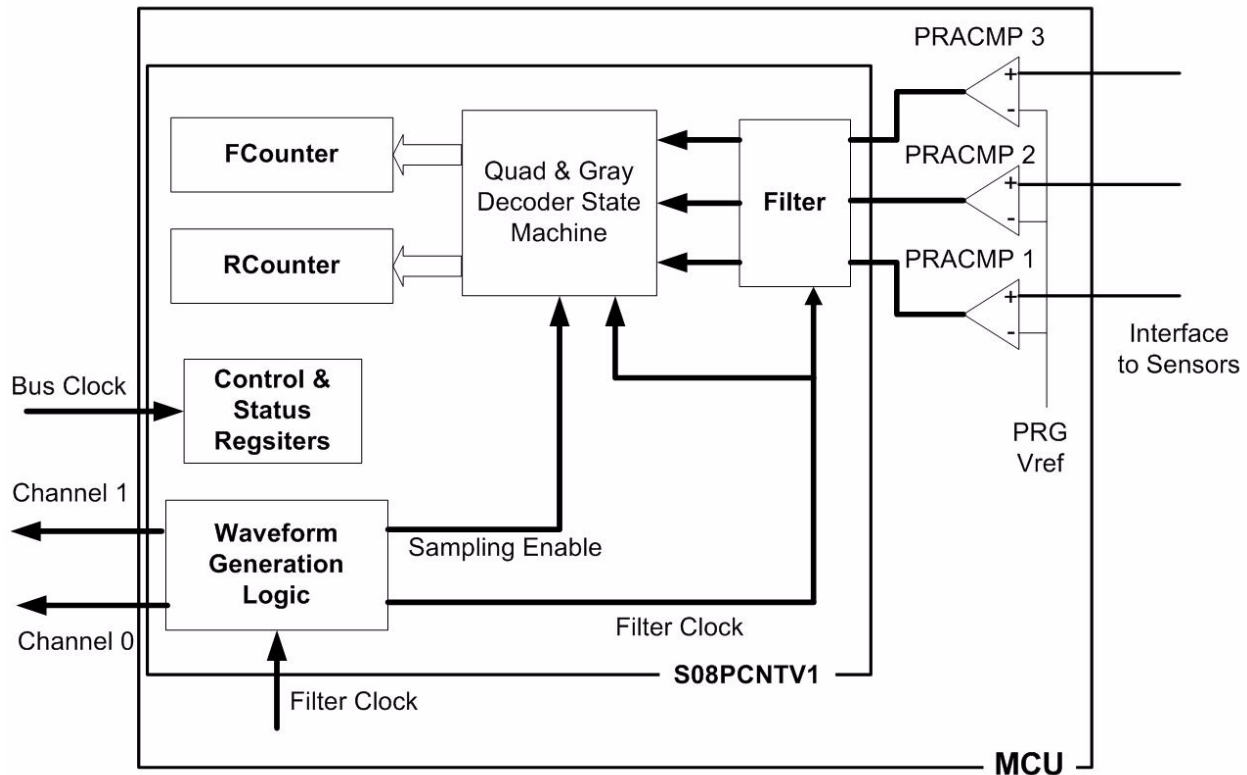 PRACMP 3
+
-
FCounter
Quad & Gray
Decoder State
Machine
Filter
PRACMP 2
+
-
RCounter
PRACMP 1
+
-
Interface
to Sensors
Bus Clock
Control &
Status
Regsiters
PRG
Vref
Channel 1
Waveform
Generation
Logic
Sampling Enable
Channel 0
Filter Clock
S08PCNTV1
Filter Clock
MCU